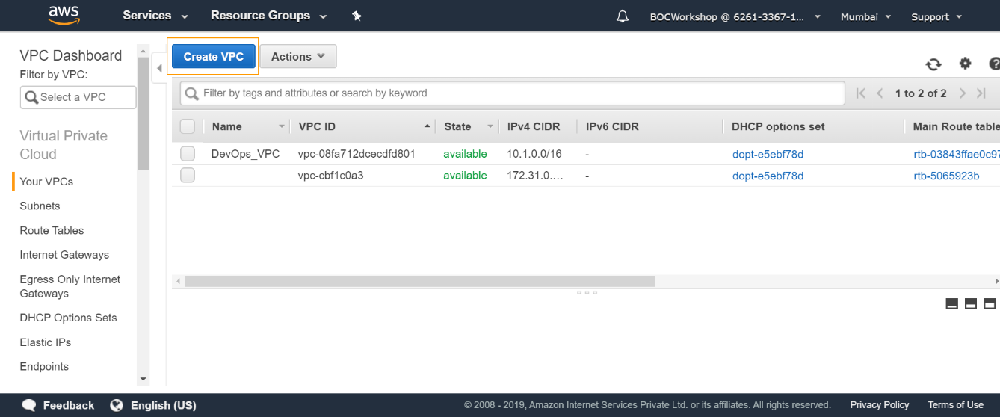 aws Services Resource Groups BOCWorkshop @ 6261-3367-1... Mumbai Support
VPC Dashboard
Filter by VPC:
Select a VPC
Virtual Private
Cloud
Your VPCs
Subnets
Route Tables
Internet Gateways
Egress Only Internet
Gateways
DHCP Options Sets
Elastic IPs
Endpoints
Create VPC Actions
Filter by tags and attributes or search by keyword 1 to 2 of 2
Name VPC ID State IPv4 CIDR IPv6 CIDR DHCP options set Main Route table
DevOps_VPC vpc-08fa712dcecdfd801 available 10.1.0.0/16 - dopt-e5ebf78d rtb-03843ffae0c97
vpc-cbf1c0a3 available 172.31.0.... - dopt-e5ebf78d rtb-5065923b
Feedback English (US) © 2008 - 2019, Amazon Internet Services Private Ltd. or its affiliates. All rights reserved. Privacy Policy Terms of Use